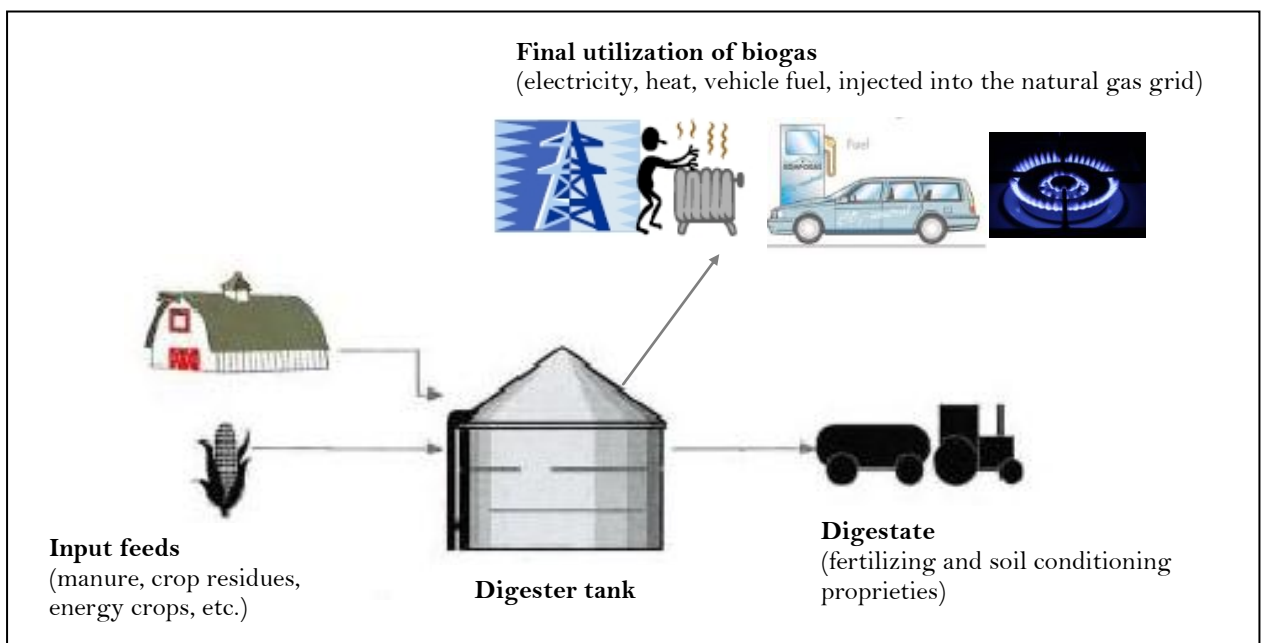 Final utilization of biogas
(electricity, heat, vehicle fuel, injected into the natural gas grid)
Fuel
Input feeds
(manure, crop residues,
energy crops, etc.)
Digester tank
Digestate
(fertilizing and soil conditioning
proprieties)